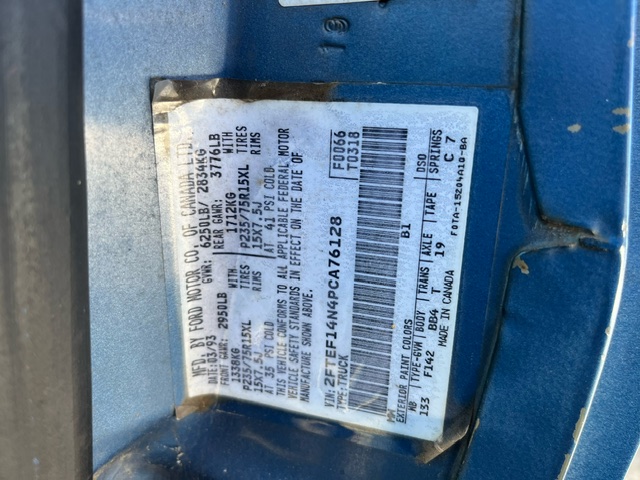 MFD. BY FORD MOTOR CO. OF CANADA LTD.
DATE: 03/93 GVWR: 6250LB/ 2834KG
FRONT GAWR: 2950LB REAR GAWR: 3776LB
1338KG WITH 1712KG WITH
P235/75R15XL TIRES P235/75R15XL TIRES
15X7.5J RIMS 15X7.5J RIMS
AT 35 PSI COLD AT 41 PSI COLD
THIS VEHICLE CONFORMS TO ALL APPLICABLE FEDERAL MOTOR
VEHICLE SAFETY STANDARDS IN EFFECT ON THE DATE OF
MANUFACTURE SHOWN ABOVE.
VIN: 2FTEF14N4PCA76128 F0066
TYPE: TRUCK T0318
MM B1
EXTERIOR PAINT COLORS DSO
WB TYPE-GVW BODY TRANS AXLE TAPE SPRINGS
133 F142 BB4 T 19 C 7
MADE IN CANADA F0TA-15204A10-BA
19